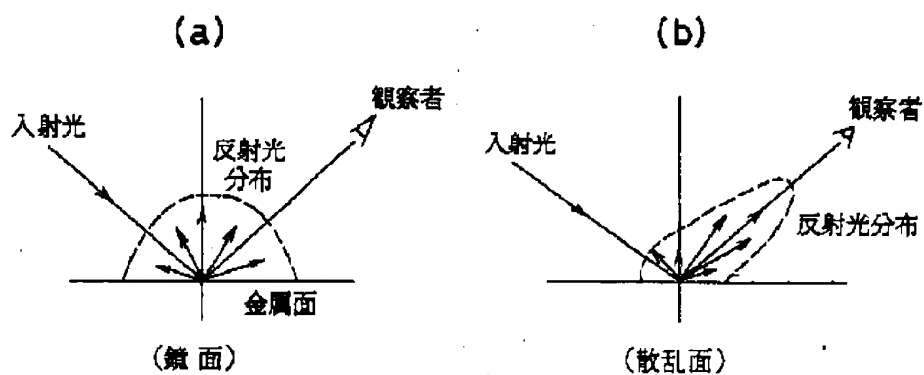 (a)
(b)
観察者
入射光
反射光
分布
金属面
(鏡面)
観察者
入射光
反射光分布
(散乱面)